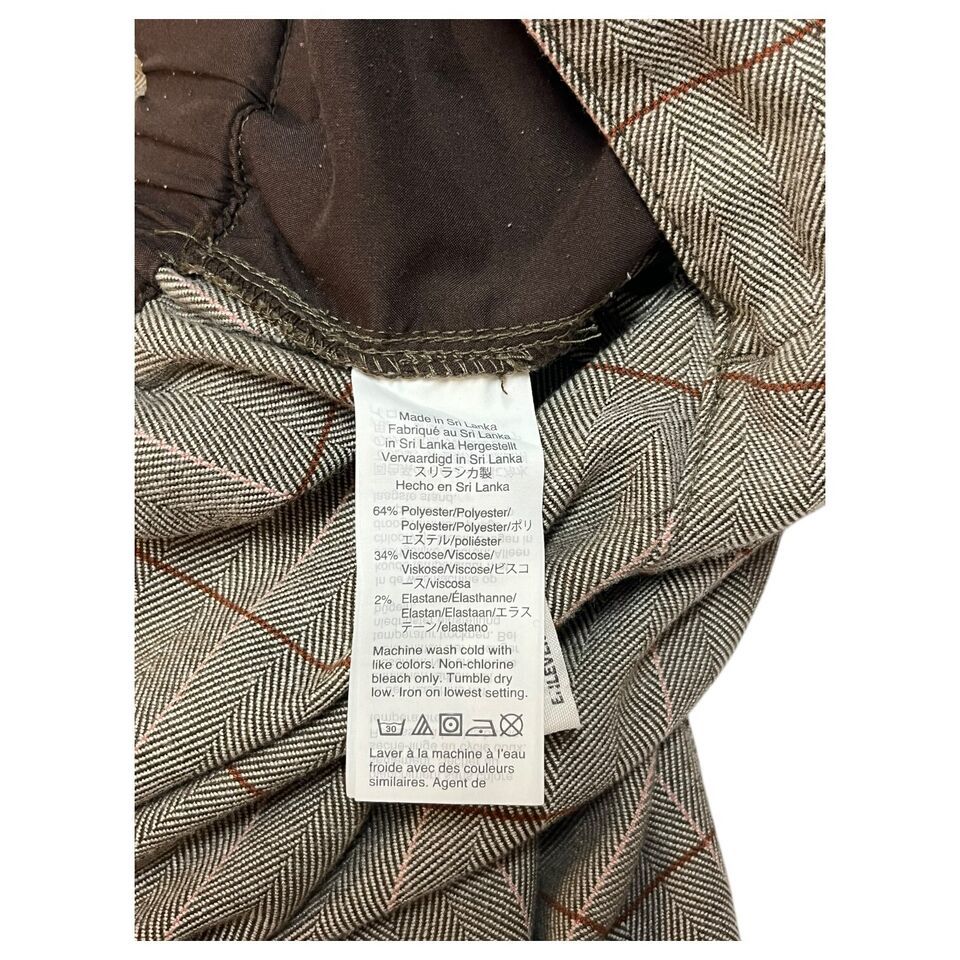 Made in Sri Lanka
Fabriqué au Sri Lanka
in Sri Lanka Hergestellt
Vervaardigd in Sri Lanka
スリランカ製
Hecho en Sri Lanka
64% Polyester/Polyester/
Polyester/Polyester/ポリ
エステル/poliéster
34% Viscose/Viscose/
Viskose/Viscose/ビスコ
ース/viscosa
2% Elastane/Élasthanne/
Elastan/Elastaan/エラス
テーン/elastano
Machine wash cold with
like colors. Non-chlorine
bleach only. Tumble dry
low. Iron on lowest setting.
30
Laver à la machine à l'eau
froide avec des couleurs
similaires. Agent de